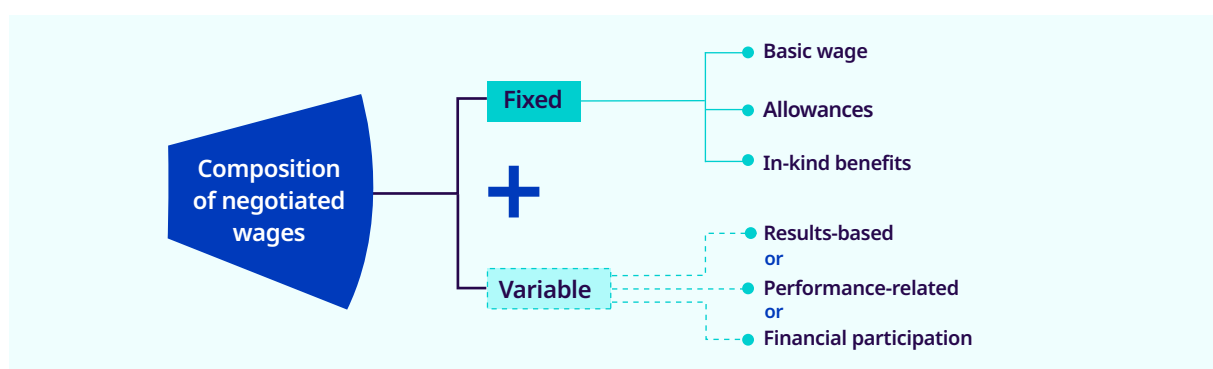 Composition
of negotiated
wages
Fixed
+
Variable
Basic wage
Allowances
In-kind benefits
Results-based
or
Performance-related
or
Financial participation